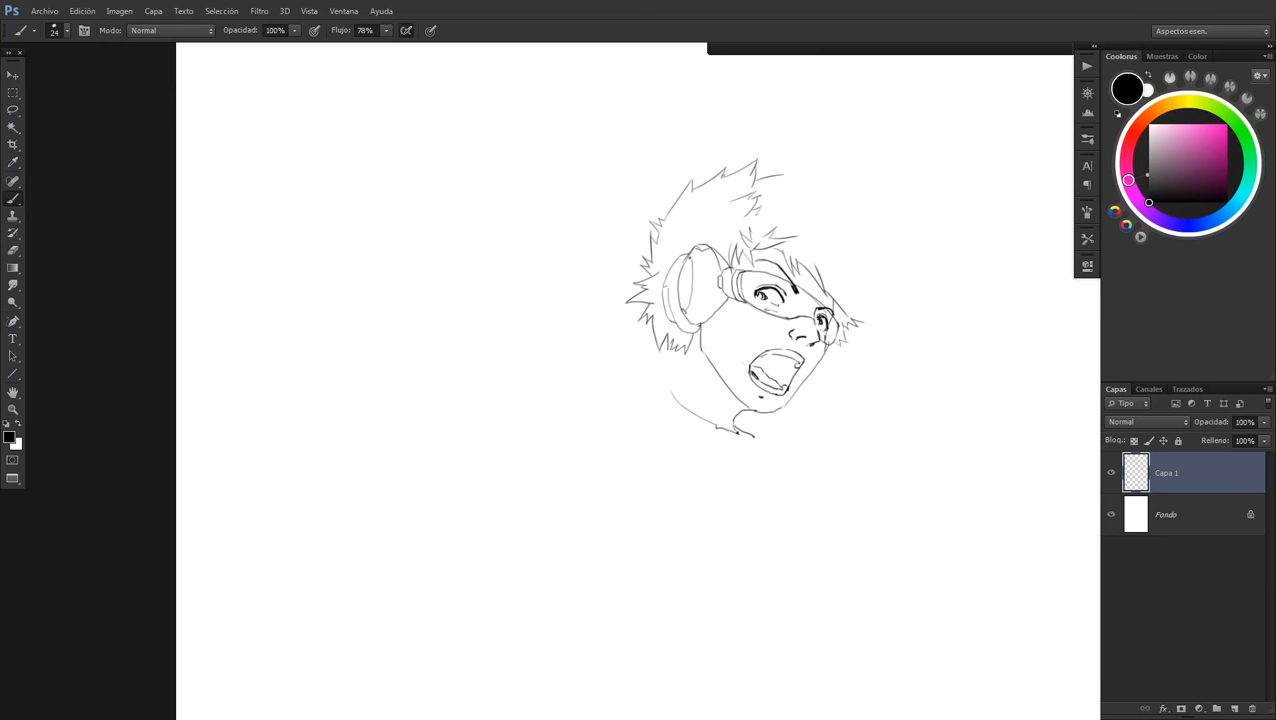 Ps Archivo Edición Imagen Capa Texto Selección Filtro 3D Vista Ventana Ayuda
24 Modo: Normal Opacidad: 100% Flujo: 78% Aspectos esen.
Coolorus Muestras Color
Capas Canales Trazados
Tipo
Normal Opacidad: 100%
Bloq.: Relleno: 100%
Capa 1
Fondo